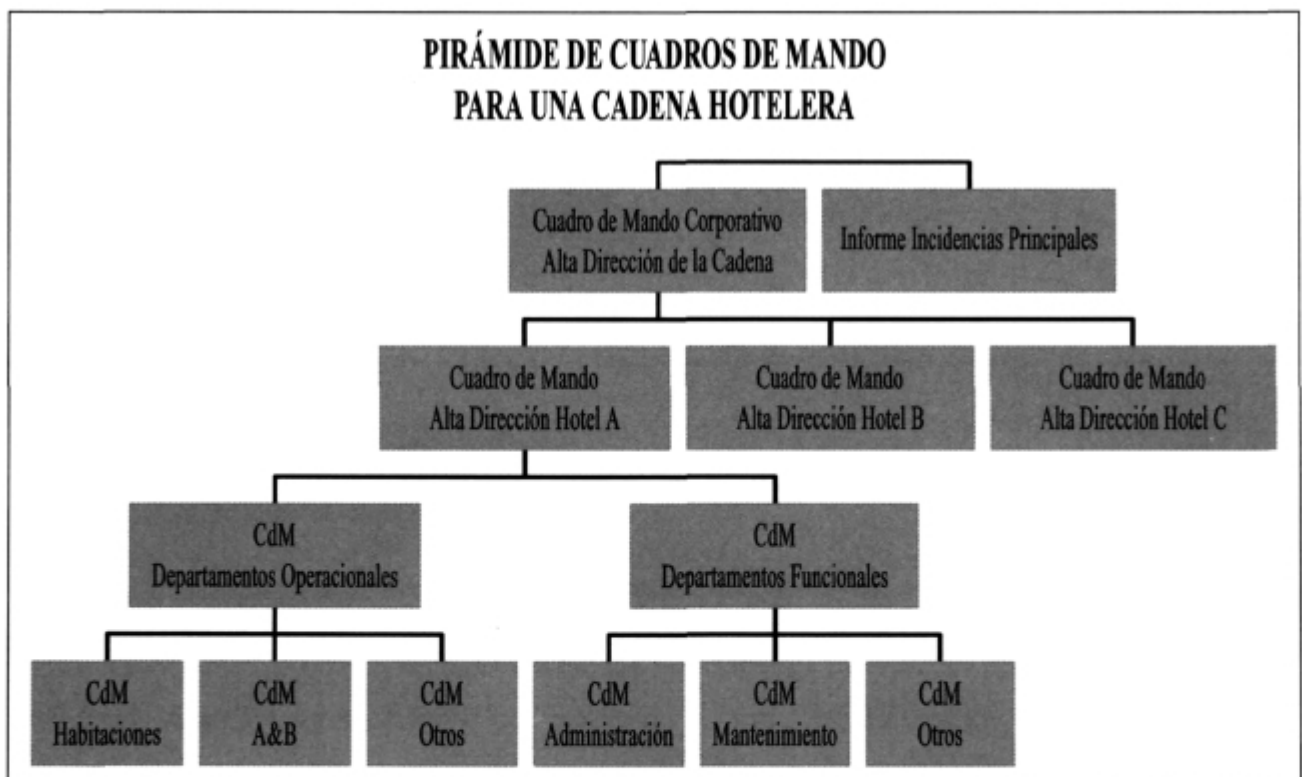 PIRÁMIDE DE CUADROS DE MANDO
PARA UNA CADENA HOTELERA
Cuadro de Mando Corporativo
Alta Dirección de la Cadena
Informe Incidencias Principales
Cuadro de Mando
Alta Dirección Hotel A
Cuadro de Mando
Alta Dirección Hotel B
Cuadro de Mando
Alta Dirección Hotel C
CdM
Departamentos Operacionales
CdM
Departamentos Funcionales
CdM
Habitaciones
CdM
A&B
CdM
Otros
CdM
Administración
CdM
Mantenimiento
CdM
Otros